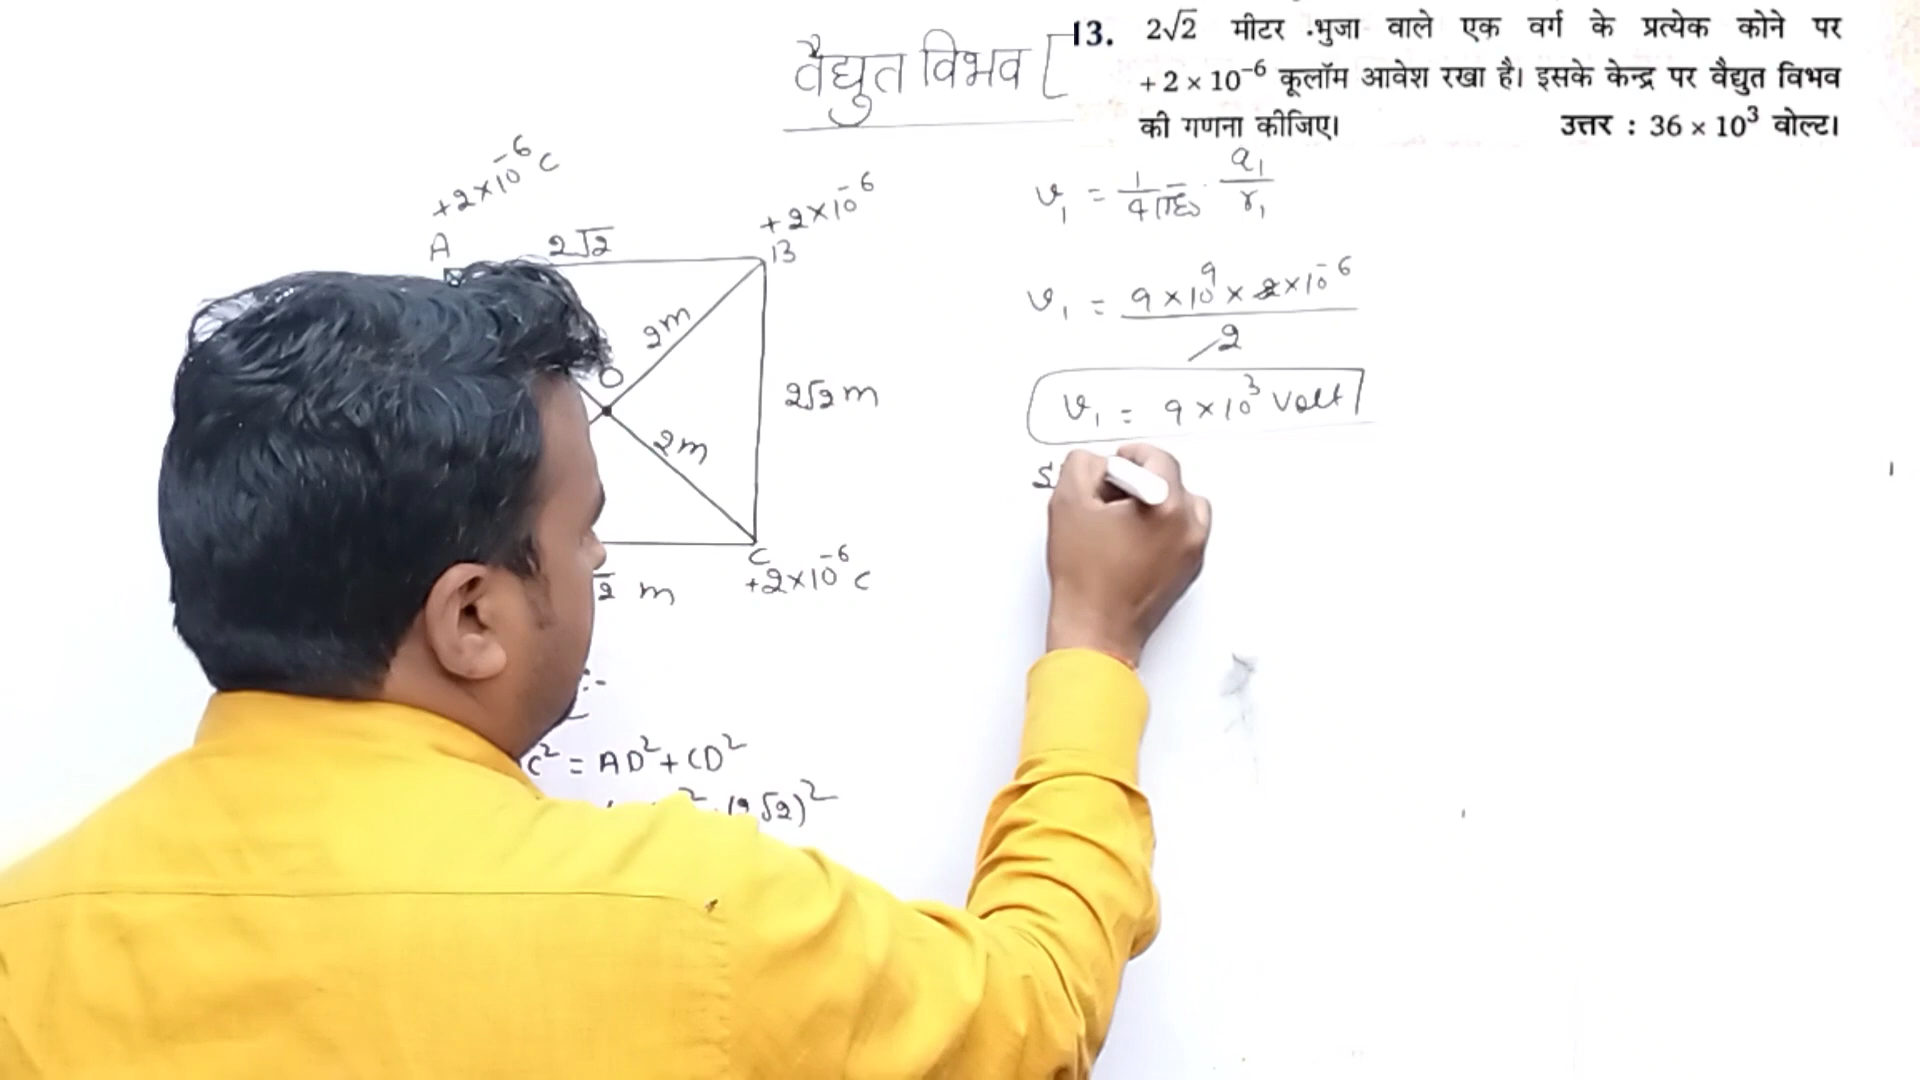 वैद्युत विभव [
13. 2√2 मीटर भुजा वाले एक वर्ग के प्रत्येक कोने पर
+2 × 10⁻⁶ कूलॉम आवेश रखा है। इसके केन्द्र पर वैद्युत विभव
की गणना कीजिए। उत्तर : 36 × 10³ वोल्ट।
+2×10⁻⁶ C
A
2√2
+2×10⁻⁶
B
2m
O
2√2 m
2m
C
+2×10⁻⁶ C
2 m
:-
C² = AD² + CD²
2√2)²
V₁ = 1/4πε₀ · q₁/r₁
V₁ = 9×10⁹ × 2×10⁻⁶
2
V₁ = 9×10³ Volt
S